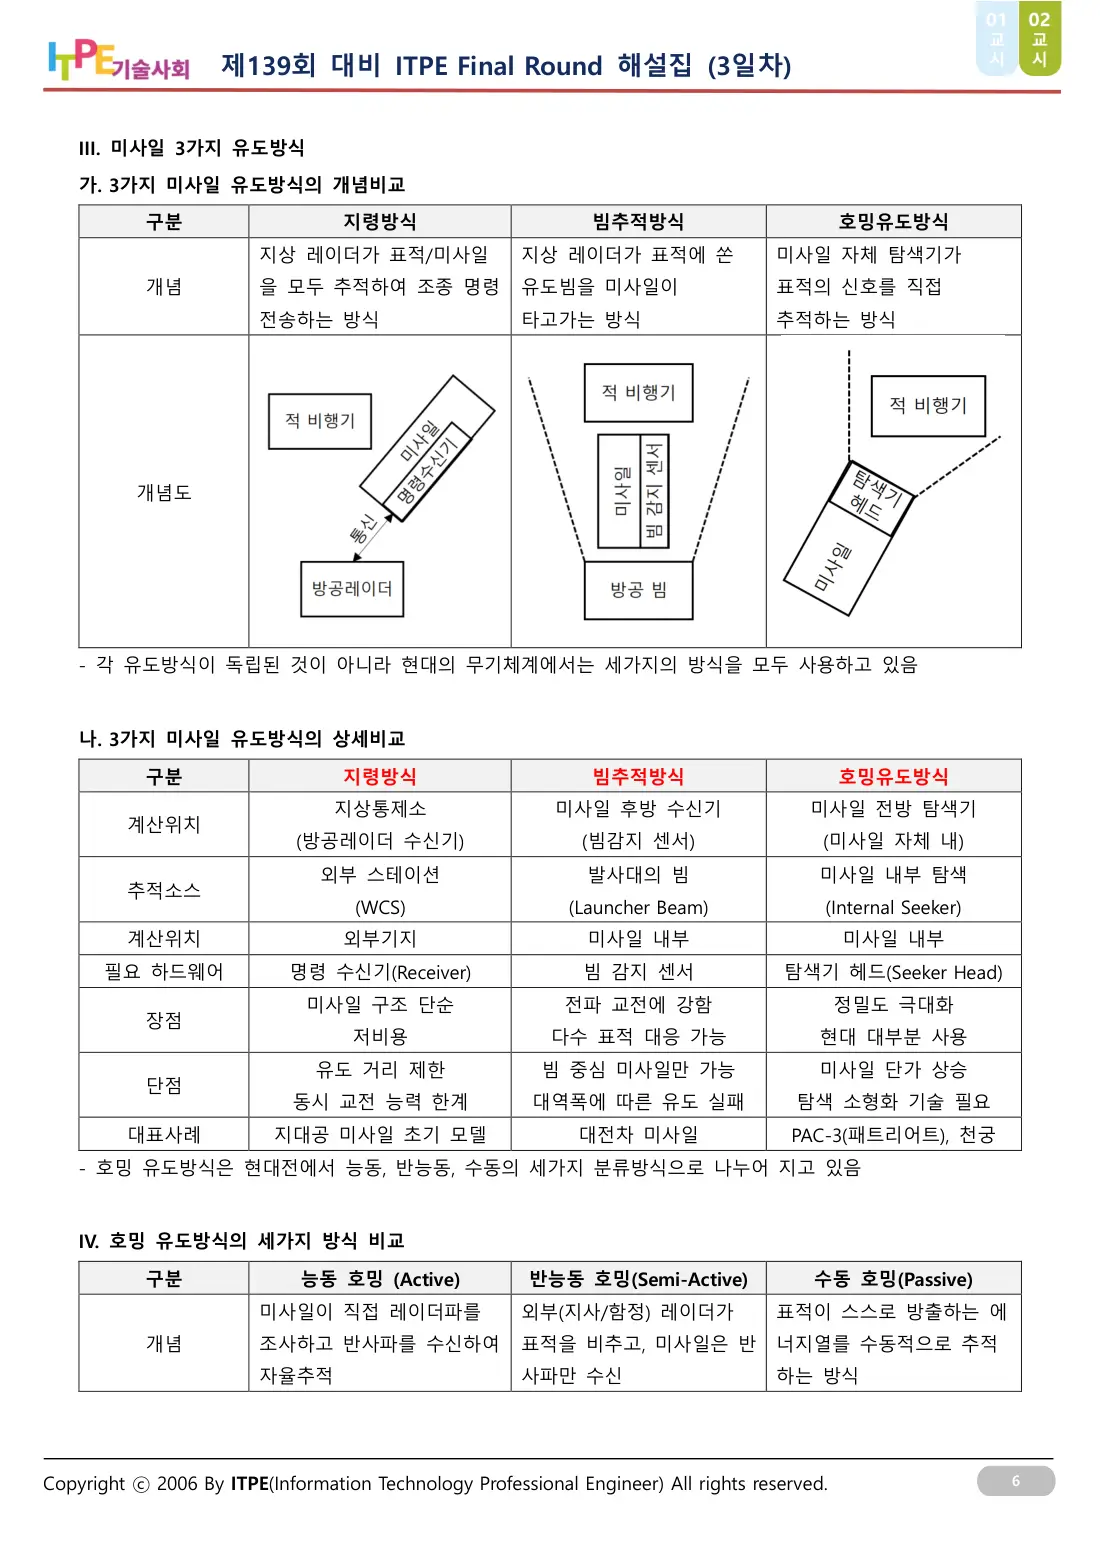 ITPE기술사회 제139회 대비 ITPE Final Round 해설집 (3일차)
01 교시
02 교시
III. 미사일 3가지 유도방식
가. 3가지 미사일 유도방식의 개념비교
구분 지령방식 빔추적방식 호밍유도방식
개념
지상 레이더가 표적/미사일
을 모두 추적하여 조종 명령
전송하는 방식
지상 레이더가 표적에 쏜
유도빔을 미사일이
타고가는 방식
미사일 자체 탐색기가
표적의 신호를 직접
추적하는 방식
개념도
적 비행기
미사일
명령수신기
통신
방공레이더
적 비행기
미사일
빔 감지 센서
방공 빔
적 비행기
탐색기
헤드
미사일
- 각 유도방식이 독립된 것이 아니라 현대의 무기체계에서는 세가지의 방식을 모두 사용하고 있음
나. 3가지 미사일 유도방식의 상세비교
구분 지령방식 빔추적방식 호밍유도방식
계산위치
지상통제소
(방공레이더 수신기)
미사일 후방 수신기
(빔감지 센서)
미사일 전방 탐색기
(미사일 자체 내)
추적소스
외부 스테이션
(WCS)
발사대의 빔
(Launcher Beam)
미사일 내부 탐색
(Internal Seeker)
계산위치 외부기지 미사일 내부 미사일 내부
필요 하드웨어 명령 수신기(Receiver) 빔 감지 센서 탐색기 헤드(Seeker Head)
장점
미사일 구조 단순
저비용
전파 교전에 강함
다수 표적 대응 가능
정밀도 극대화
현대 대부분 사용
단점
유도 거리 제한
동시 교전 능력 한계
빔 중심 미사일만 가능
대역폭에 따른 유도 실패
미사일 단가 상승
탐색 소형화 기술 필요
대표사례 지대공 미사일 초기 모델 대전차 미사일 PAC-3(패트리어트), 천궁
- 호밍 유도방식은 현대전에서 능동, 반능동, 수동의 세가지 분류방식으로 나누어 지고 있음
IV. 호밍 유도방식의 세가지 방식 비교
구분 능동 호밍 (Active) 반능동 호밍(Semi-Active) 수동 호밍(Passive)
개념
미사일이 직접 레이더파를
조사하고 반사파를 수신하여
자율추적
외부(지사/함정) 레이더가
표적을 비추고, 미사일은 반
사파만 수신
표적이 스스로 방출하는 에
너지열를 수동적으로 추적
하는 방식
Copyright ⓒ 2006 By ITPE(Information Technology Professional Engineer) All rights reserved.
6